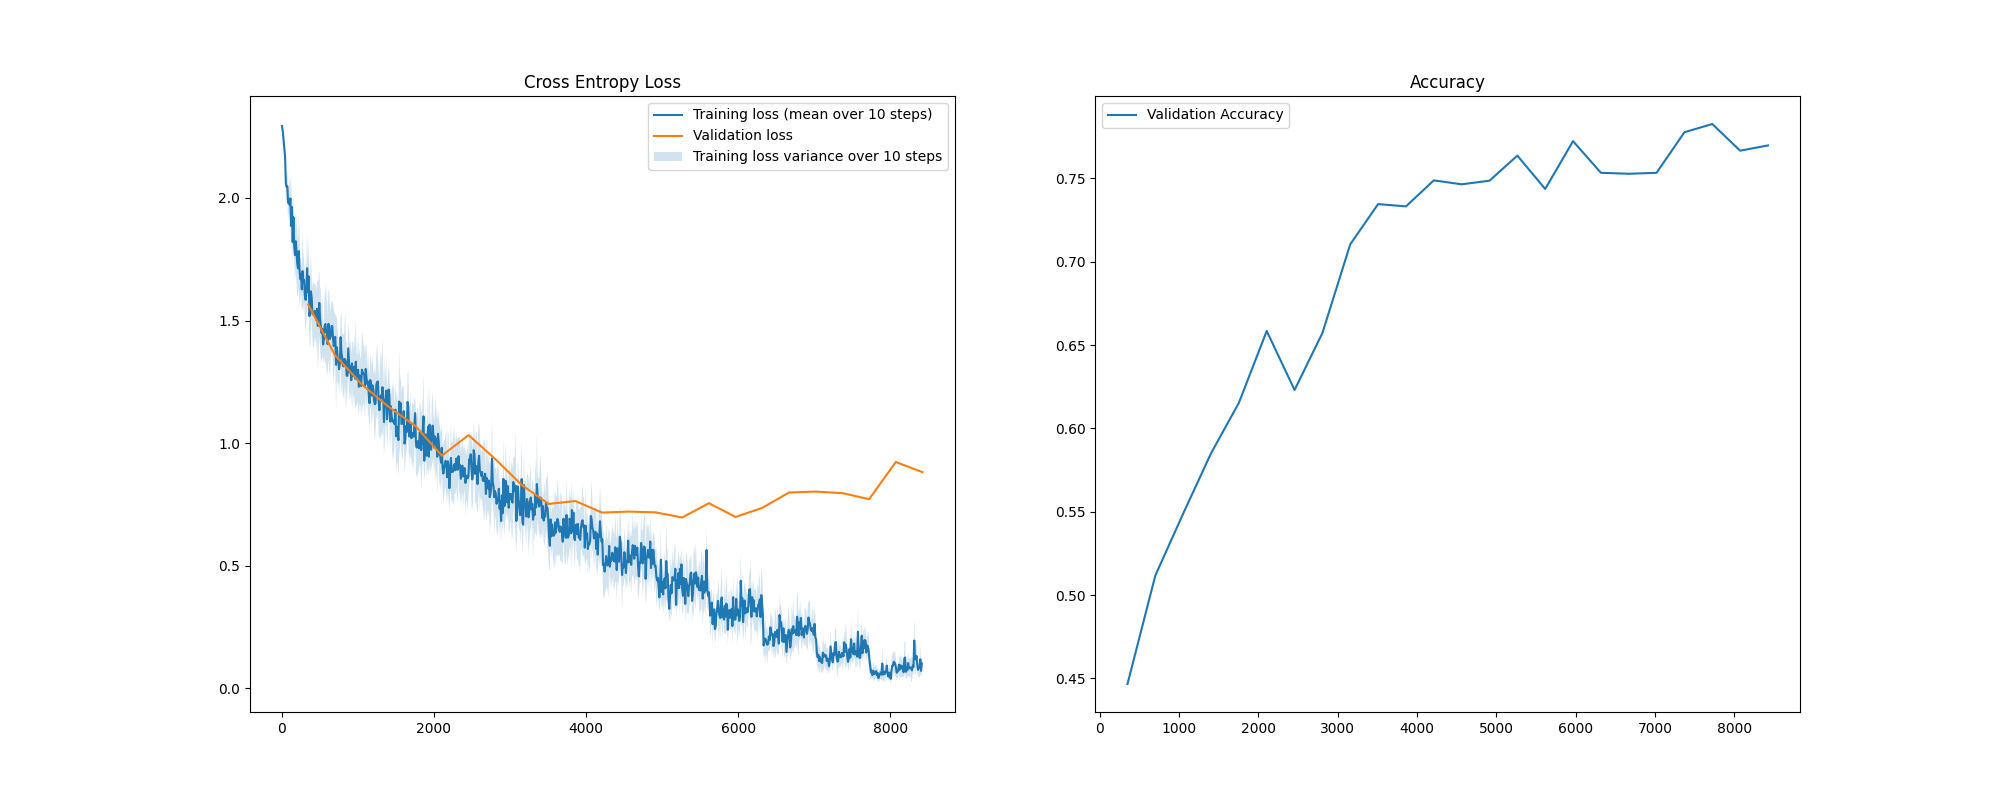 Cross Entropy Loss
Training loss (mean over 10 steps)
Validation loss
Training loss variance over 10 steps
2.0
1.5
1.0
0.5
0.0
0 2000 4000 6000 8000
Accuracy
Validation Accuracy
0.75
0.70
0.65
0.60
0.55
0.50
0.45
0 1000 2000 3000 4000 5000 6000 7000 8000